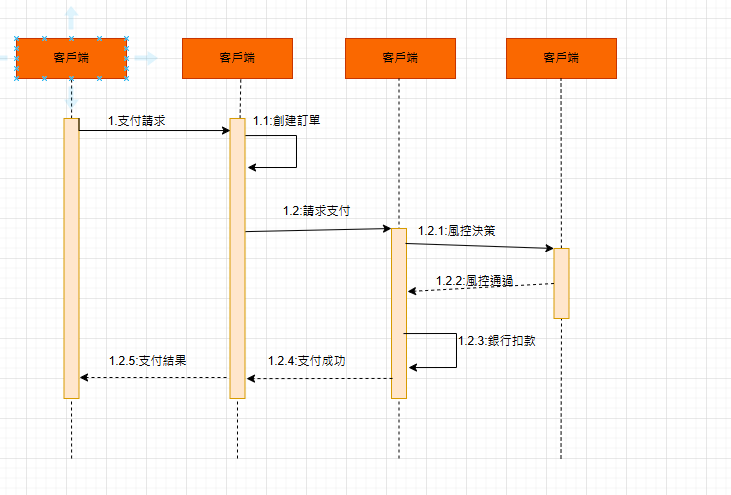 客戶端
客戶端
客戶端
客戶端
1.支付請求
1.1:創建訂單
1.2:請求支付
1.2.1:風控決策
1.2.2:風控通過
1.2.3:銀行扣款
1.2.5:支付結果
1.2.4:支付成功